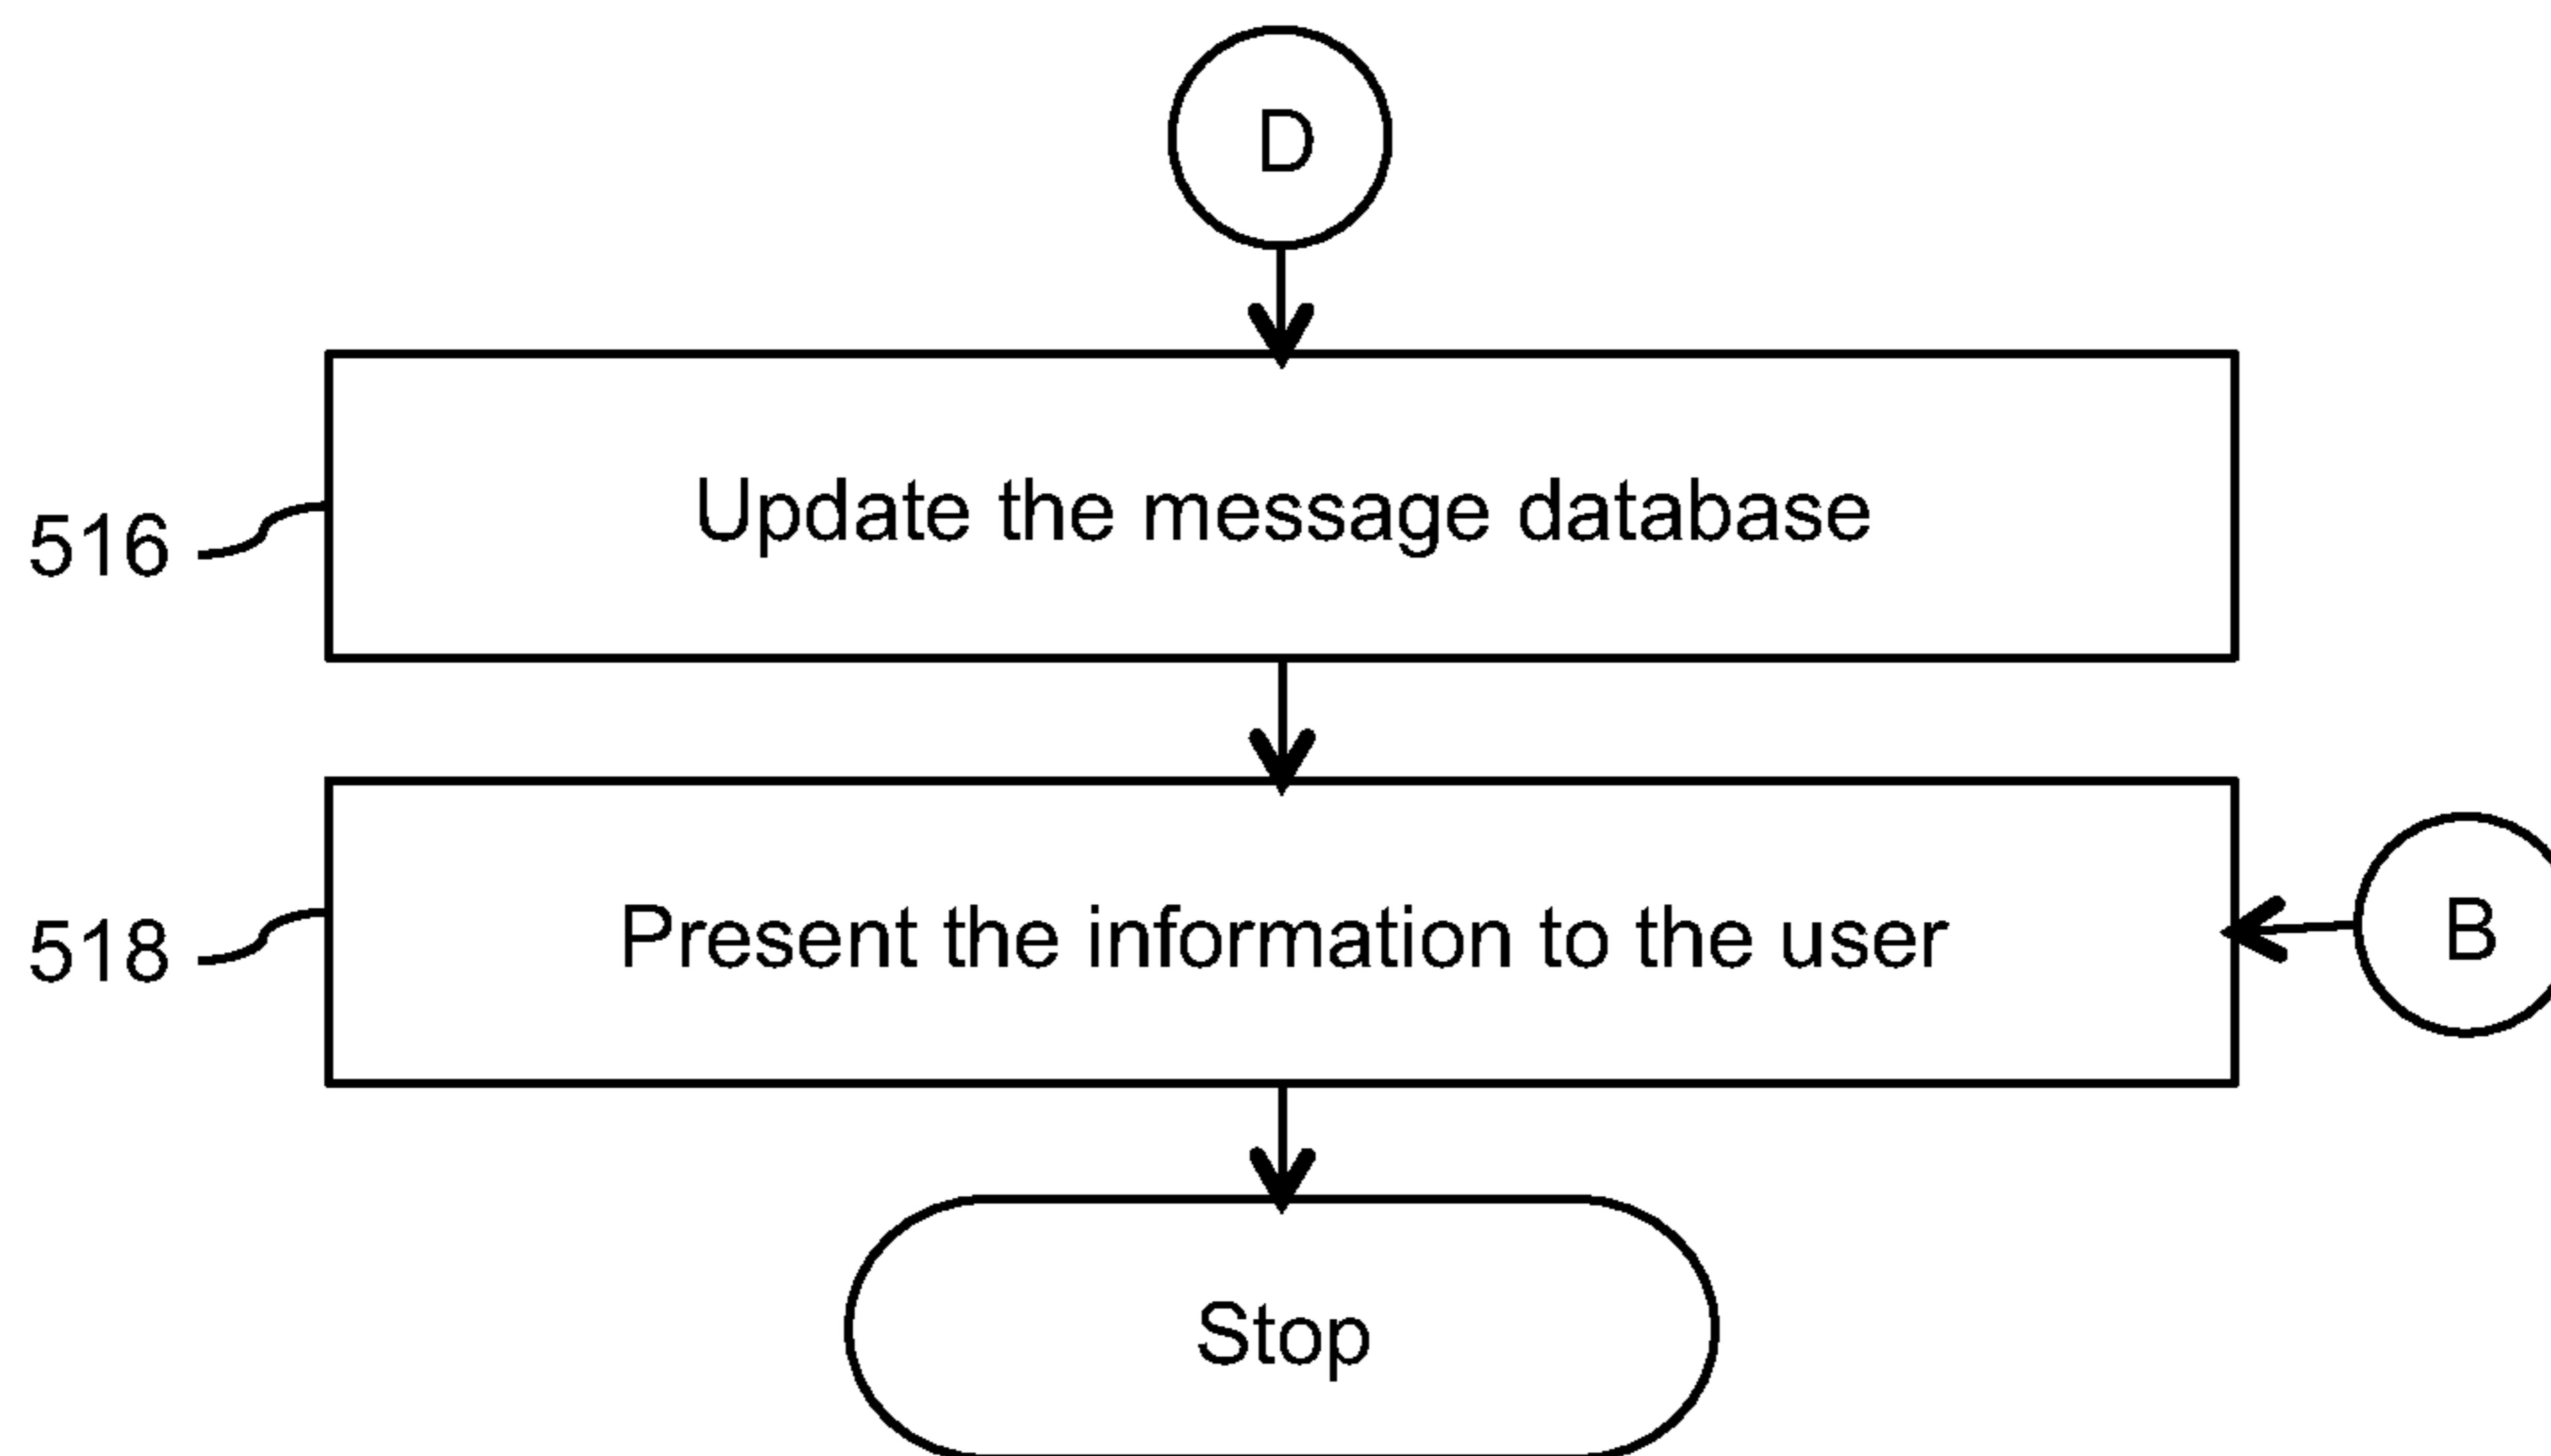 D
516
Update the message database
518
Present the information to the user
B
Stop